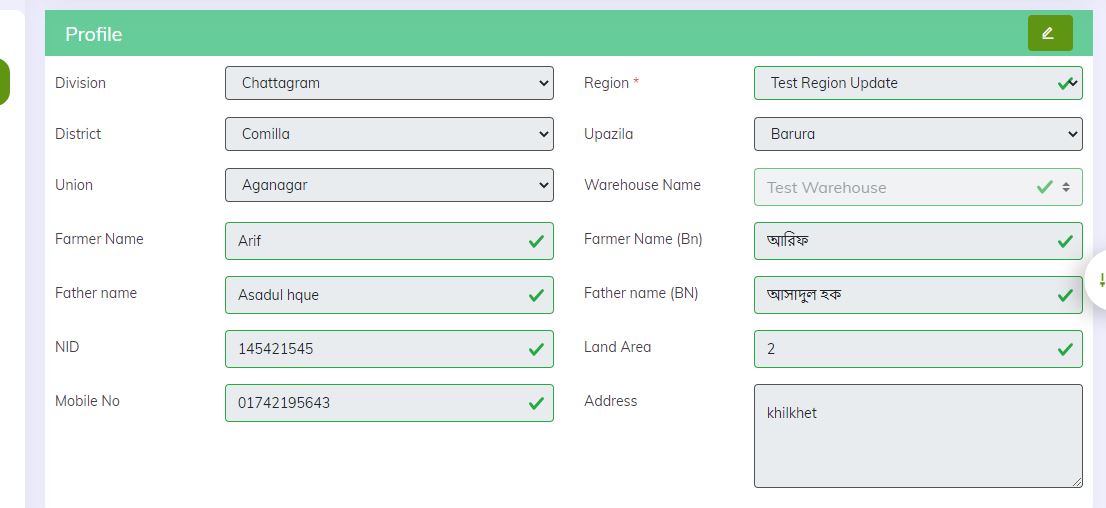 Profile
Division Chattagram Region * Test Region Update
District Comilla Upazila Barura
Union Aganagar Warehouse Name Test Warehouse
Farmer Name Arif Farmer Name (Bn) আরিফ
Father name Asadul hque Father name (BN) আসাদুল হক
NID 145421545 Land Area 2
Mobile No 01742195643 Address khilkhet